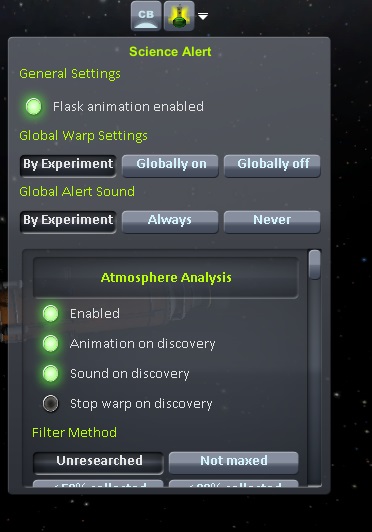 CB
Science Alert
General Settings
Flask animation enabled
Global Warp Settings
By Experiment Globally on Globally off
Global Alert Sound
By Experiment Always Never
Atmosphere Analysis
Enabled
Animation on discovery
Sound on discovery
Stop warp on discovery
Filter Method
Unresearched Not maxed